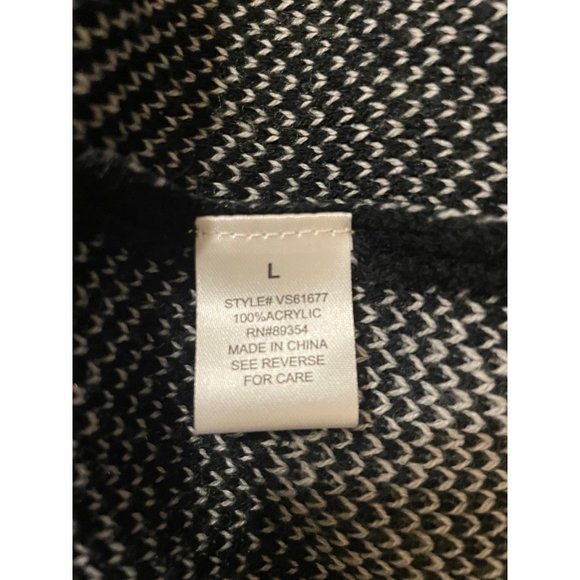 L
STYLE# VS61677
100%ACRYLIC
RN#89354
MADE IN CHINA
SEE REVERSE
FOR CARE